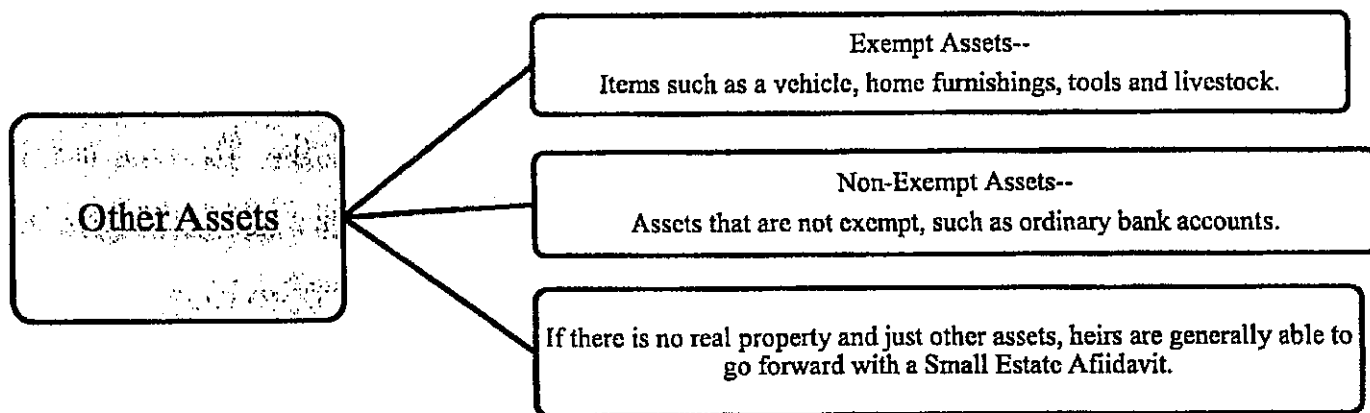 Other Assets
Exempt Assets--
Items such as a vehicle, home furnishings, tools and livestock.
Non-Exempt Assets--
Assets that are not exempt, such as ordinary bank accounts.
If there is no real property and just other assets, heirs are generally able to
go forward with a Small Estate Afiidavit.